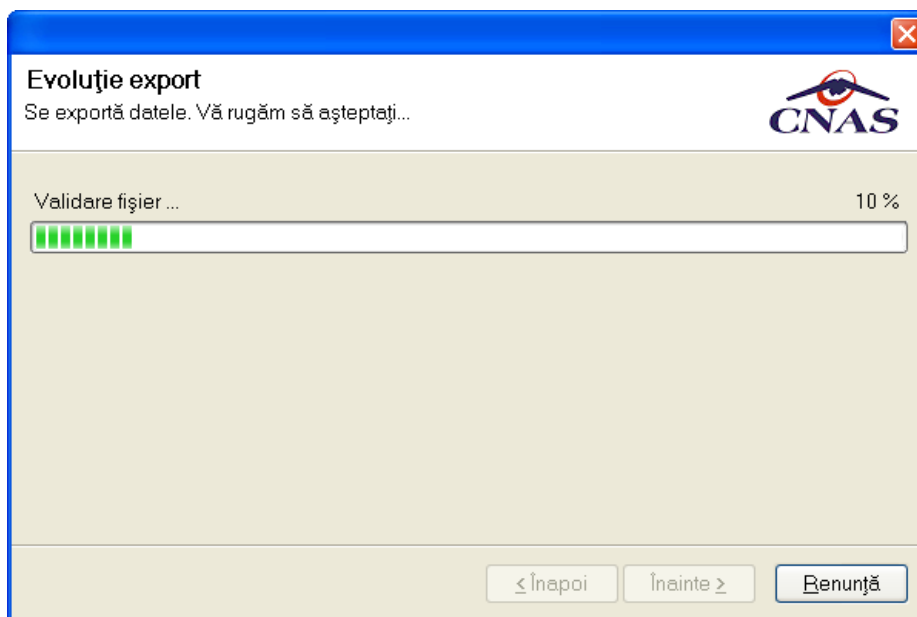 Evoluţie export
Se exportă datele. Vă rugăm să aşteptaţi...
CNAS
Validare fişier ... 10 %
< Înapoi Înainte > Renunţă